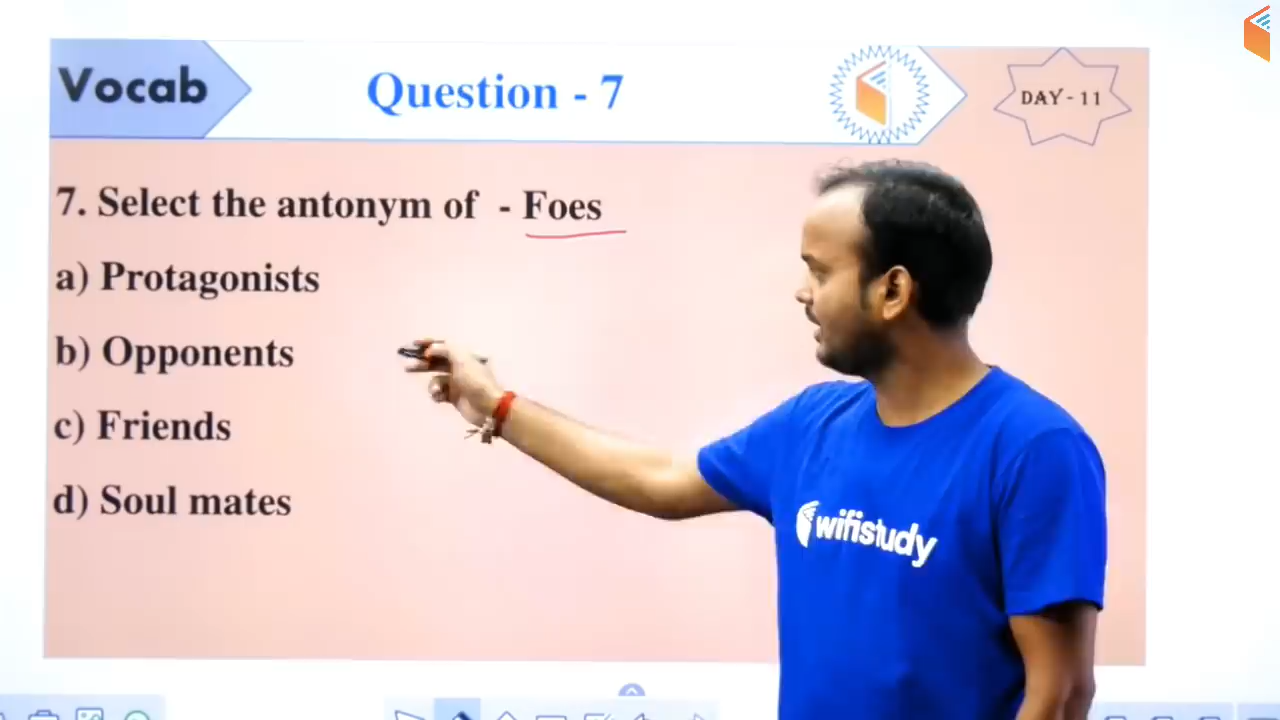 Vocab
Question - 7
DAY - 11
7. Select the antonym of - Foes
a) Protagonists
b) Opponents
c) Friends
d) Soul mates
wifistudy